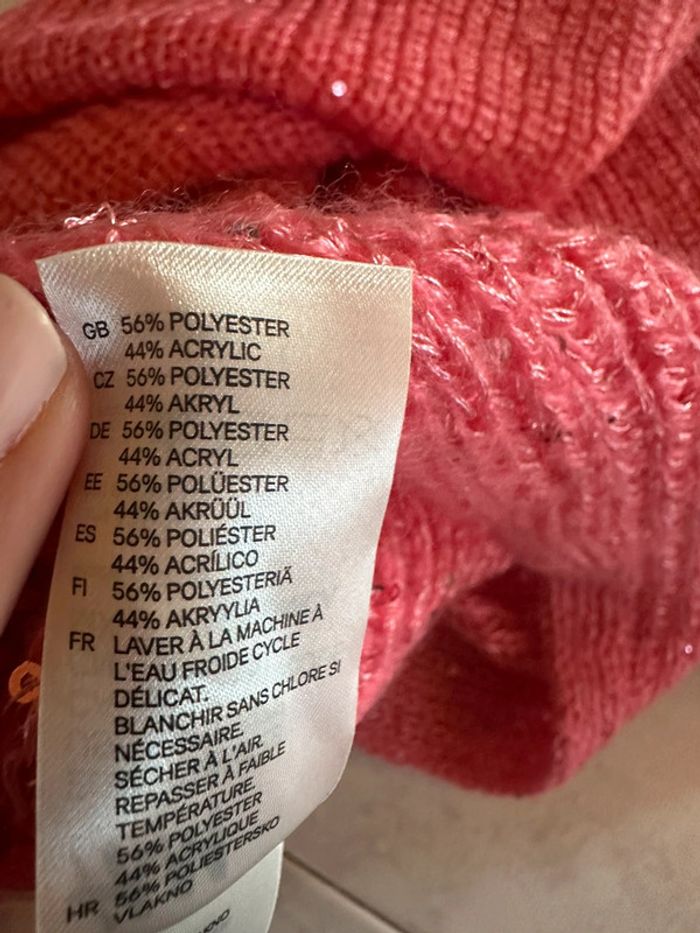 GB 56% POLYESTER
44% ACRYLIC
CZ 56% POLYESTER
44% AKRYL
DE 56% POLYESTER
44% ACRYL
EE 56% POLÜESTER
44% AKRÜÜL
ES 56% POLIÉSTER
44% ACRÍLICO
FI 56% POLYESTERIÄ
44% AKRYYLIA
FR LAVER À LA MACHINE À
L'EAU FROIDE CYCLE
DÉLICAT.
BLANCHIR SANS CHLORE SI
NÉCESSAIRE.
SÉCHER À L'AIR.
REPASSER À FAIBLE
TEMPÉRATURE.
56% POLYESTER
44% ACRYLIQUE
HR 56% POLIESTERSKO
VLAKNO